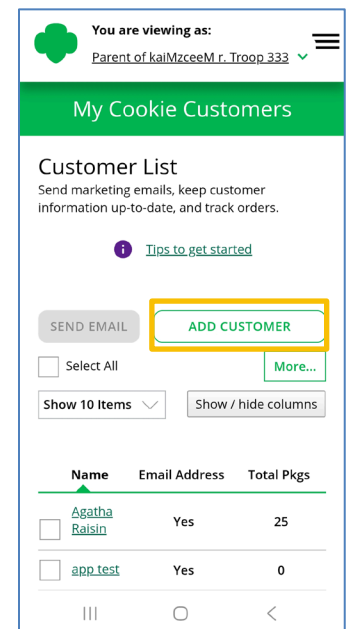 You are viewing as:
Parent of kaiMzceeM r. Troop 333
My Cookie Customers
Customer List
Send marketing emails, keep customer
information up-to-date, and track orders.
i Tips to get started
SEND EMAIL ADD CUSTOMER
Select All More...
Show 10 Items Show / hide columns
Name Email Address Total Pkgs
Agatha
Raisin Yes 25
app test Yes 0